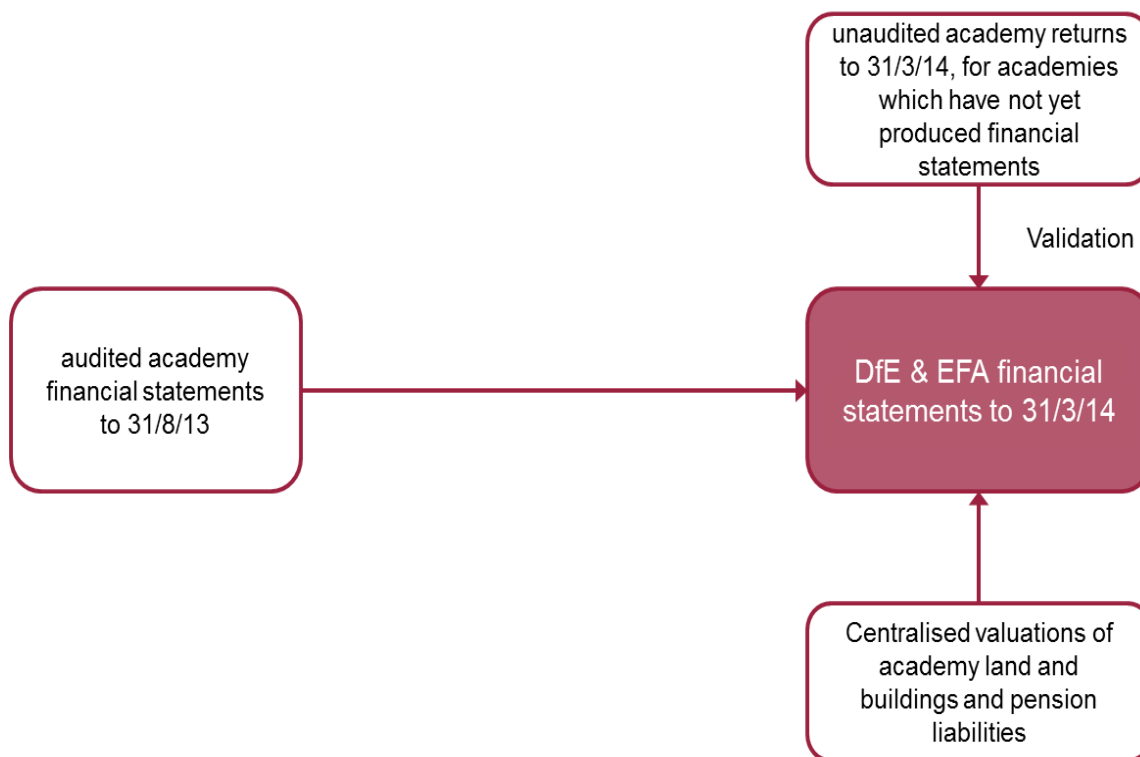 unaudited academy returns
to 31/3/14, for academies
which have not yet
produced financial
statements
Validation
audited academy
financial statements
to 31/8/13
DfE & EFA financial
statements to 31/3/14
Centralised valuations of
academy land and
buildings and pension
liabilities